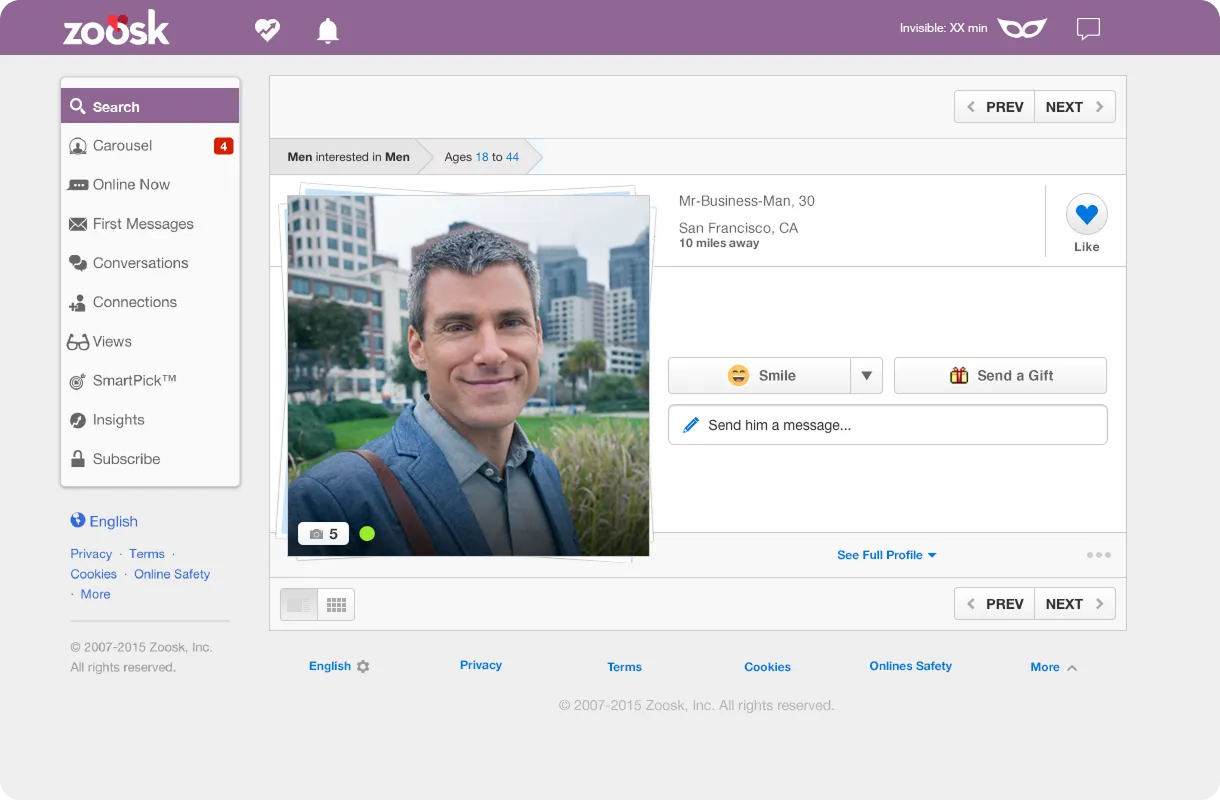 zoosk
Invisible: XX min
Search
Carousel
4
Online Now
First Messages
Conversations
Connections
Views
SmartPick™
Insights
Subscribe
English
Privacy · Terms ·
Cookies · Online Safety
· More
© 2007-2015 Zoosk, Inc.
All rights reserved.
PREV NEXT
Men interested in Men
Ages 18 to 44
Mr-Business-Man, 30
San Francisco, CA
10 miles away
Like
Smile
Send a Gift
Send him a message...
5
See Full Profile
PREV NEXT
English
Privacy
Terms
Cookies
Onlines Safety
More
© 2007-2015 Zoosk, Inc. All rights reserved.